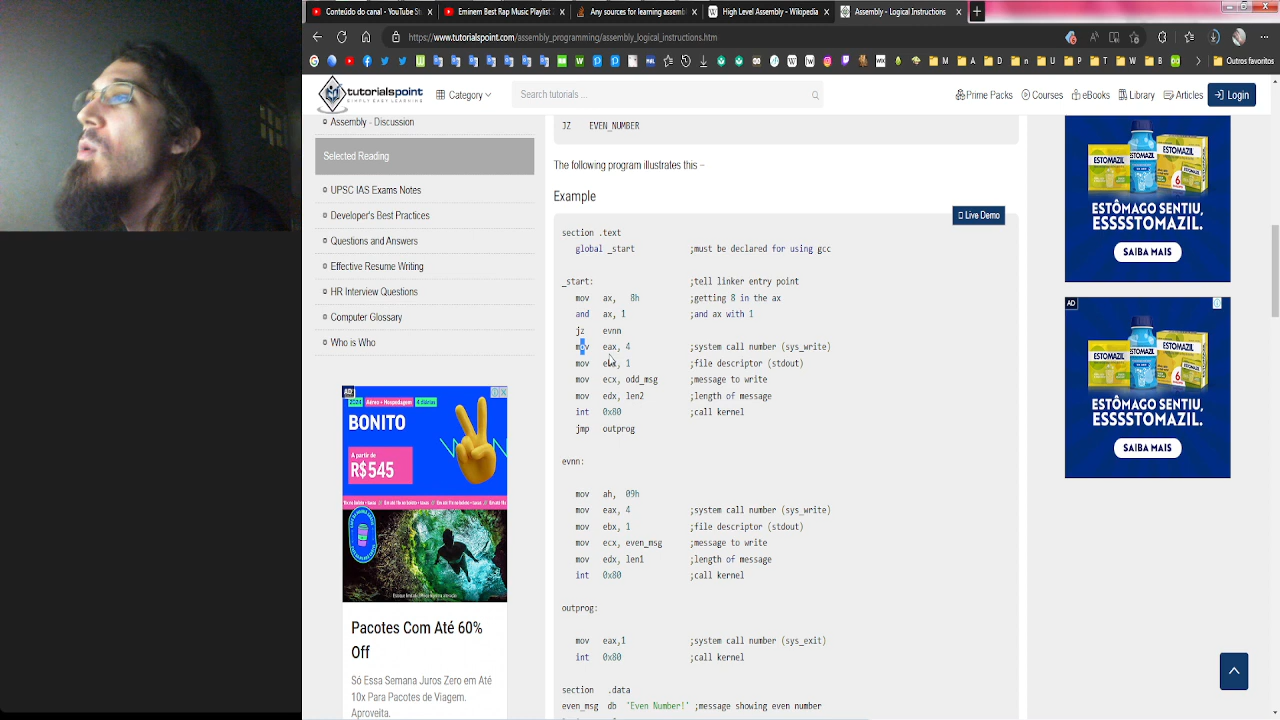 Conteúdo do canal - YouTube St
Eminem Best Rap Music Playlist
Any sources for learning assemb
High Level Assembly - Wikipedia
Assembly - Logical Instructions
https://www.tutorialspoint.com/assembly_programming/assembly_logical_instructions.htm
Outros favoritos
tutorialspoint
SIMPLY EASY LEARNING
Category
Search tutorials ...
Prime Packs
Courses
eBooks
Library
Articles
Login
Assembly - Discussion
Selected Reading
UPSC IAS Exams Notes
Developer's Best Practices
Questions and Answers
Effective Resume Writing
HR Interview Questions
Computer Glossary
Who is Who
AD
Aéreo + Hospedagem
4 diárias
BONITO
A partir de
R$545
Pacotes Com Até 60%
Off
Só Essa Semana Juros Zero em Até
10x Para Pacotes de Viagem.
Aproveita.
JZ EVEN_NUMBER
The following program illustrates this −
Example
Live Demo
section .text
global _start ;must be declared for using gcc
_start: ;tell linker entry point
mov ax, 8h ;getting 8 in the ax
and ax, 1 ;and ax with 1
jz evnn
mov eax, 4 ;system call number (sys_write)
mov ebx, 1 ;file descriptor (stdout)
mov ecx, odd_msg ;message to write
mov edx, len2 ;length of message
int 0x80 ;call kernel
jmp outprog
evnn:
mov ah, 09h
mov eax, 4 ;system call number (sys_write)
mov ebx, 1 ;file descriptor (stdout)
mov ecx, even_msg ;message to write
mov edx, len1 ;length of message
int 0x80 ;call kernel
outprog:
mov eax,1 ;system call number (sys_exit)
int 0x80 ;call kernel
section .data
even_msg db 'Even Number!' ;message showing even number
ESTOMAZIL
ESTOMAZIL
ESTOMAZIL
ESTÔMAGO SENTIU,
ESSSSTOMAZIL.
SAIBA MAIS
AD
ESTOMAZIL
ESTOMAZIL
ESTOMAZIL
ESTÔMAGO SENTIU,
ESSSSTOMAZIL.
SAIBA MAIS